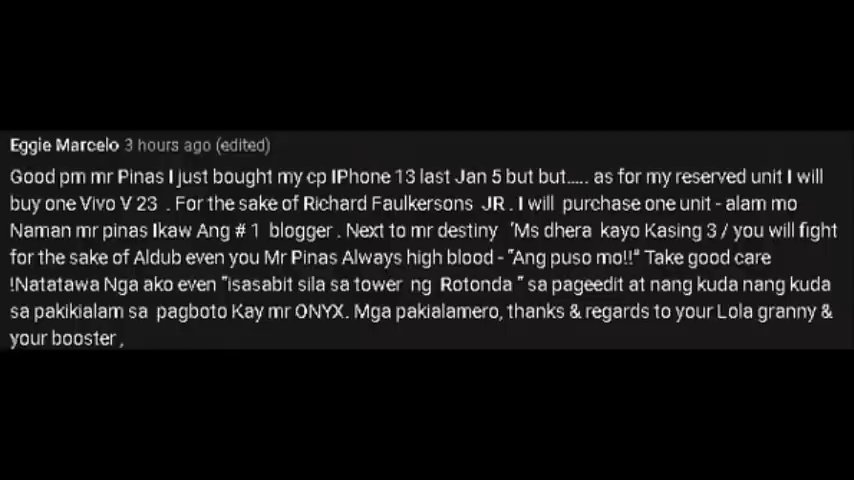 Eggie Marcelo 3 hours ago (edited)
Good pm mr Pinas I just bought my cp IPhone 13 last Jan 5 but but..... as for my reserved unit I will
buy one Vivo V 23 . For the sake of Richard Faulkersons JR . I will purchase one unit - alam mo
Naman mr pinas Ikaw Ang # 1 blogger . Next to mr destiny 'Ms dhera kayo Kasing 3 / you will fight
for the sake of Aldub even you Mr Pinas Always high blood - "Ang puso mo!!" Take good care
!Natatawa Nga ako even "isasabit sila sa tower ng Rotonda " sa pageedit at nang kuda nang kuda
sa pakikialam sa pagboto Kay mr ONYX. Mga pakialamero, thanks & regards to your Lola granny &
your booster ,